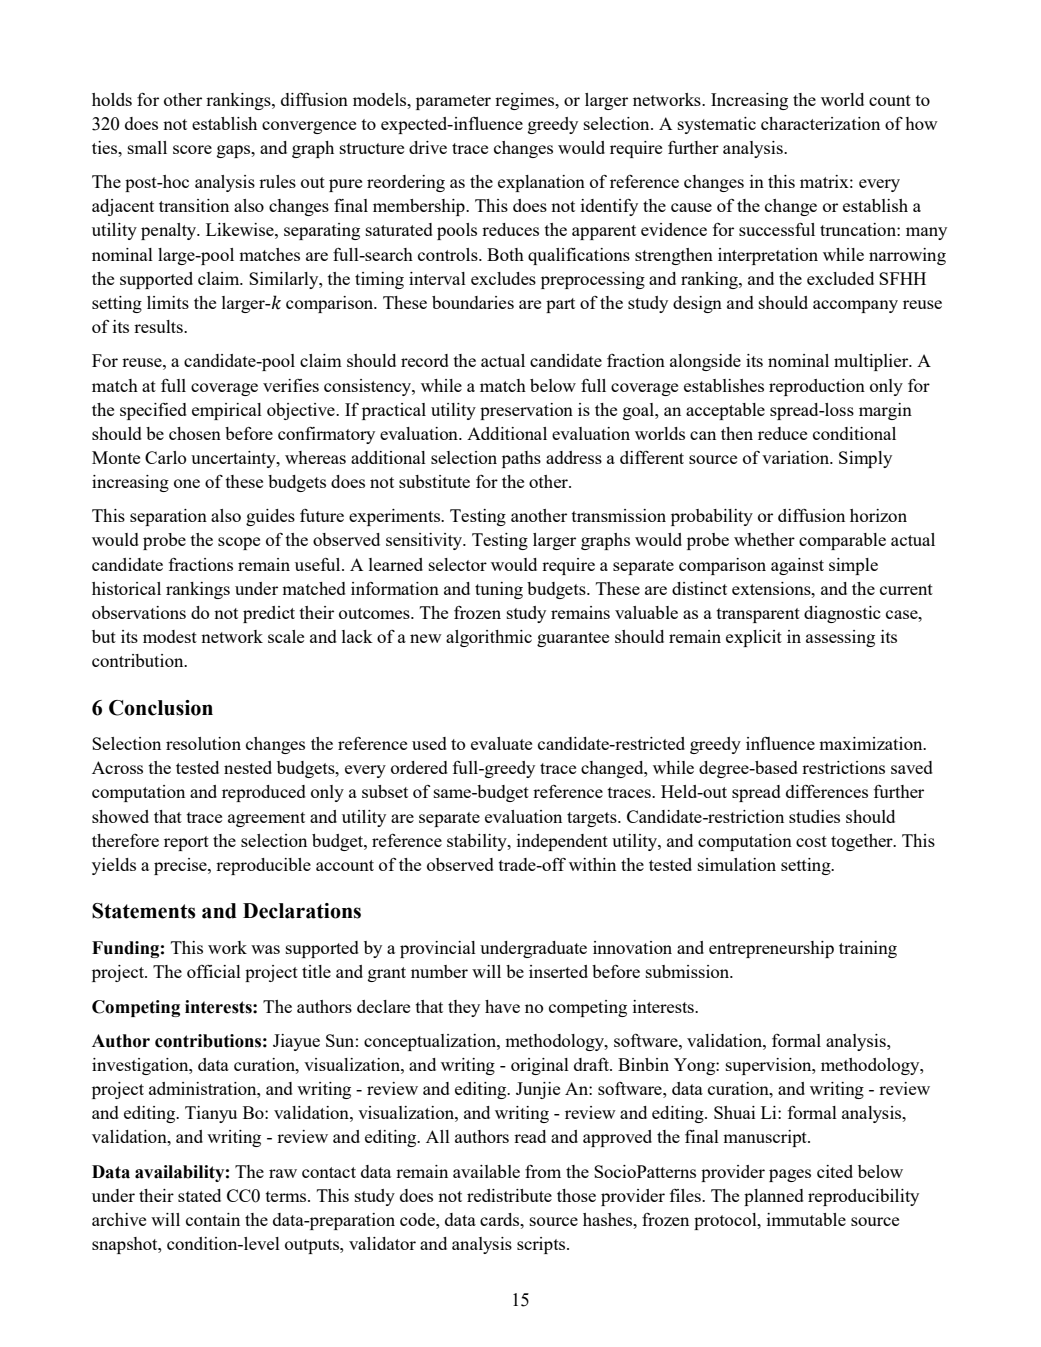 holds for other rankings, diffusion models, parameter regimes, or larger networks. Increasing the world count to
320 does not establish convergence to expected-influence greedy selection. A systematic characterization of how
ties, small score gaps, and graph structure drive trace changes would require further analysis.
The post-hoc analysis rules out pure reordering as the explanation of reference changes in this matrix: every
adjacent transition also changes final membership. This does not identify the cause of the change or establish a
utility penalty. Likewise, separating saturated pools reduces the apparent evidence for successful truncation: many
nominal large-pool matches are full-search controls. Both qualifications strengthen interpretation while narrowing
the supported claim. Similarly, the timing interval excludes preprocessing and ranking, and the excluded SFHH
setting limits the larger-k comparison. These boundaries are part of the study design and should accompany reuse
of its results.
For reuse, a candidate-pool claim should record the actual candidate fraction alongside its nominal multiplier. A
match at full coverage verifies consistency, while a match below full coverage establishes reproduction only for
the specified empirical objective. If practical utility preservation is the goal, an acceptable spread-loss margin
should be chosen before confirmatory evaluation. Additional evaluation worlds can then reduce conditional
Monte Carlo uncertainty, whereas additional selection paths address a different source of variation. Simply
increasing one of these budgets does not substitute for the other.
This separation also guides future experiments. Testing another transmission probability or diffusion horizon
would probe the scope of the observed sensitivity. Testing larger graphs would probe whether comparable actual
candidate fractions remain useful. A learned selector would require a separate comparison against simple
historical rankings under matched information and tuning budgets. These are distinct extensions, and the current
observations do not predict their outcomes. The frozen study remains valuable as a transparent diagnostic case,
but its modest network scale and lack of a new algorithmic guarantee should remain explicit in assessing its
contribution.
6 Conclusion
Selection resolution changes the reference used to evaluate candidate-restricted greedy influence maximization.
Across the tested nested budgets, every ordered full-greedy trace changed, while degree-based restrictions saved
computation and reproduced only a subset of same-budget reference traces. Held-out spread differences further
showed that trace agreement and utility are separate evaluation targets. Candidate-restriction studies should
therefore report the selection budget, reference stability, independent utility, and computation cost together. This
yields a precise, reproducible account of the observed trade-off within the tested simulation setting.
Statements and Declarations
Funding: This work was supported by a provincial undergraduate innovation and entrepreneurship training
project. The official project title and grant number will be inserted before submission.
Competing interests: The authors declare that they have no competing interests.
Author contributions: Jiayue Sun: conceptualization, methodology, software, validation, formal analysis,
investigation, data curation, visualization, and writing - original draft. Binbin Yong: supervision, methodology,
project administration, and writing - review and editing. Junjie An: software, data curation, and writing - review
and editing. Tianyu Bo: validation, visualization, and writing - review and editing. Shuai Li: formal analysis,
validation, and writing - review and editing. All authors read and approved the final manuscript.
Data availability: The raw contact data remain available from the SocioPatterns provider pages cited below
under their stated CC0 terms. This study does not redistribute those provider files. The planned reproducibility
archive will contain the data-preparation code, data cards, source hashes, frozen protocol, immutable source
snapshot, condition-level outputs, validator and analysis scripts.
15